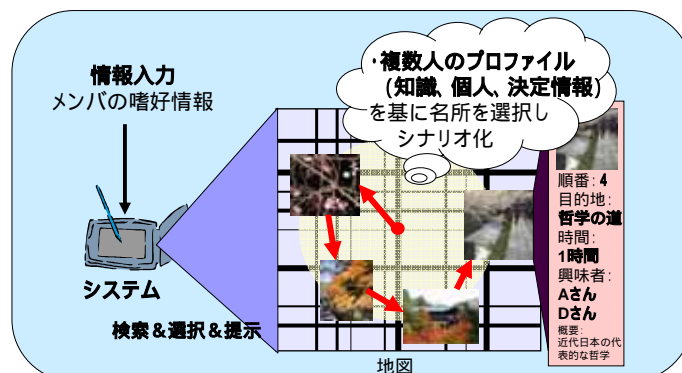 情報入力
メンバの嗜好情報
・複数人のプロファイル
(知識、個人、決定情報)
を基に名所を選択し
シナリオ化
システム
検索＆選択＆提示
地図
順番：4
目的地：
哲学の道
時間：
1時間
興味者：
Aさん
Dさん
概要：
近代日本の代
表的な哲学